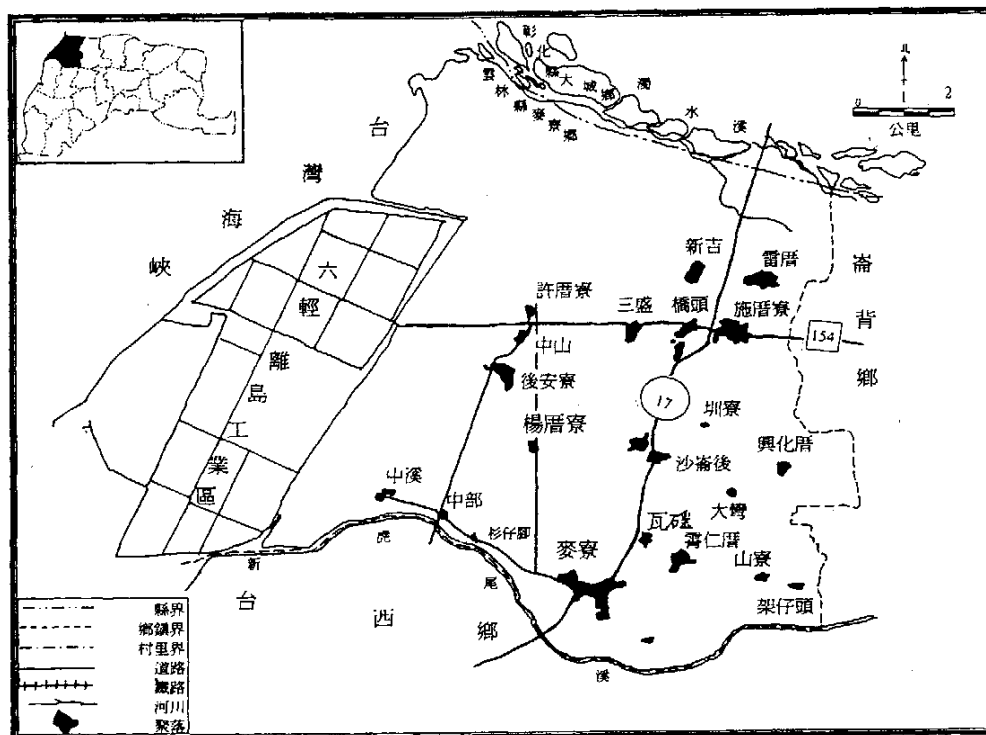 彰化縣大城鄉
濁水溪
雲林縣麥寮鄉
北
0 2
公里
台灣海峽
新吉
雷厝
崙背鄉
六輕
許厝寮
三盛
橋頭
施厝寮
154
中山
離島工業區
後安寮
17
圳寮
楊厝寮
興化厝
沙崙後
中溪
中部
大彎
杉仔腳
瓦磘
麥寮
霄仁厝
山寮
架仔頭
新虎尾溪
台西鄉
縣界
鄉鎮界
村里界
道路
鐵路
河川
聚落